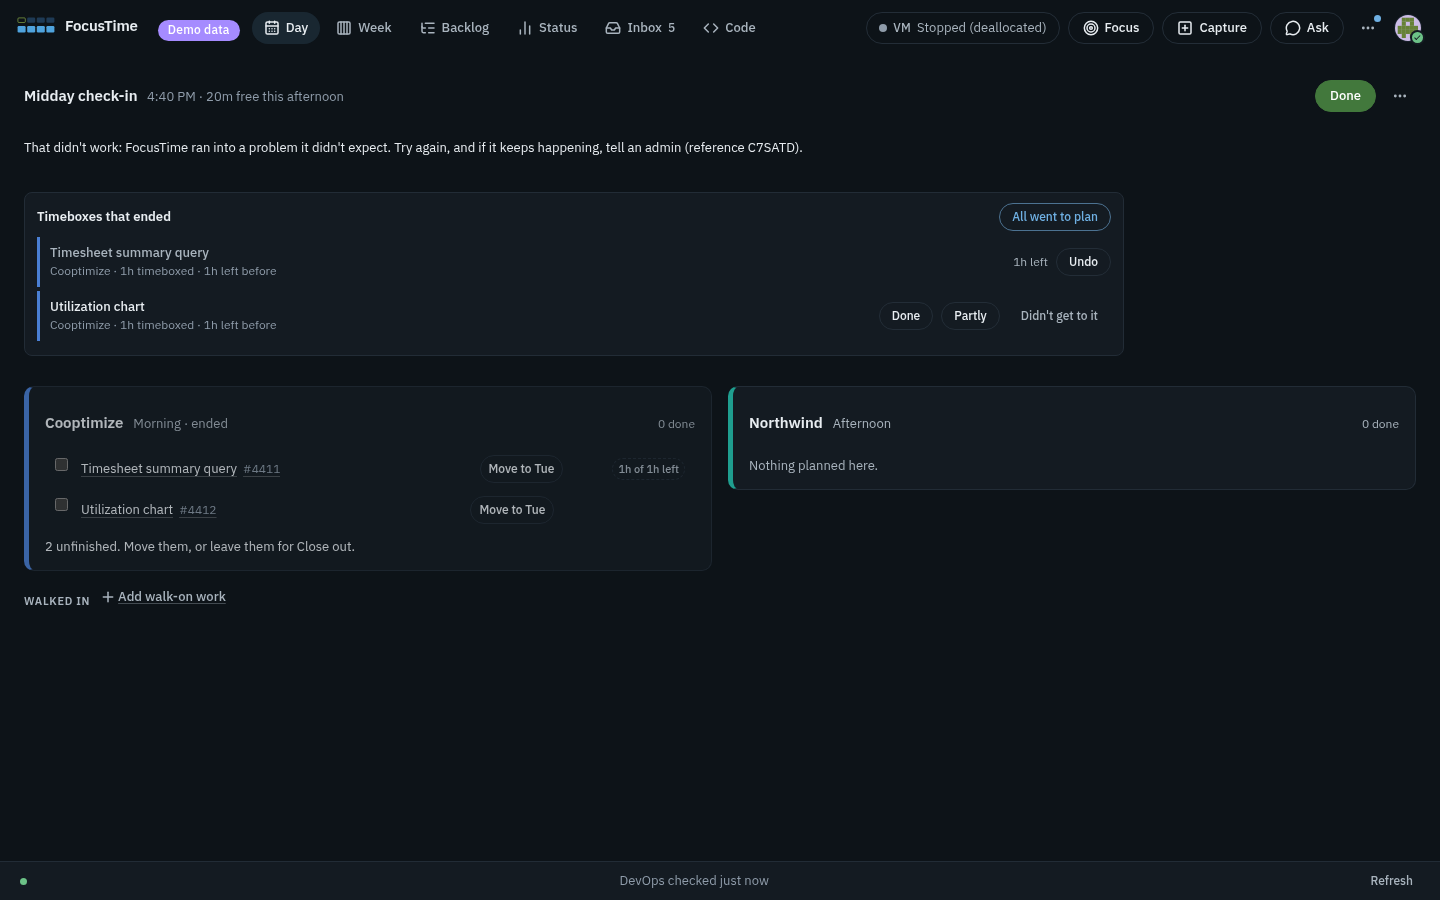 FocusTime
Demo data
Day
Week
Backlog
Status
Inbox 5
Code
VM Stopped (deallocated)
Focus
Capture
Ask
Midday check-in 4:40 PM · 20m free this afternoon
Done
That didn't work: FocusTime ran into a problem it didn't expect. Try again, and if it keeps happening, tell an admin (reference C7SATD).
Timeboxes that ended
All went to plan
Timesheet summary query
Cooptimize · 1h timeboxed · 1h left before
1h left
Undo
Utilization chart
Cooptimize · 1h timeboxed · 1h left before
Done
Partly
Didn't get to it
Cooptimize Morning · ended
0 done
Timesheet summary query #4411
Move to Tue
1h of 1h left
Utilization chart #4412
Move to Tue
2 unfinished. Move them, or leave them for Close out.
Northwind Afternoon
0 done
Nothing planned here.
WALKED IN
Add walk-on work
DevOps checked just now
Refresh